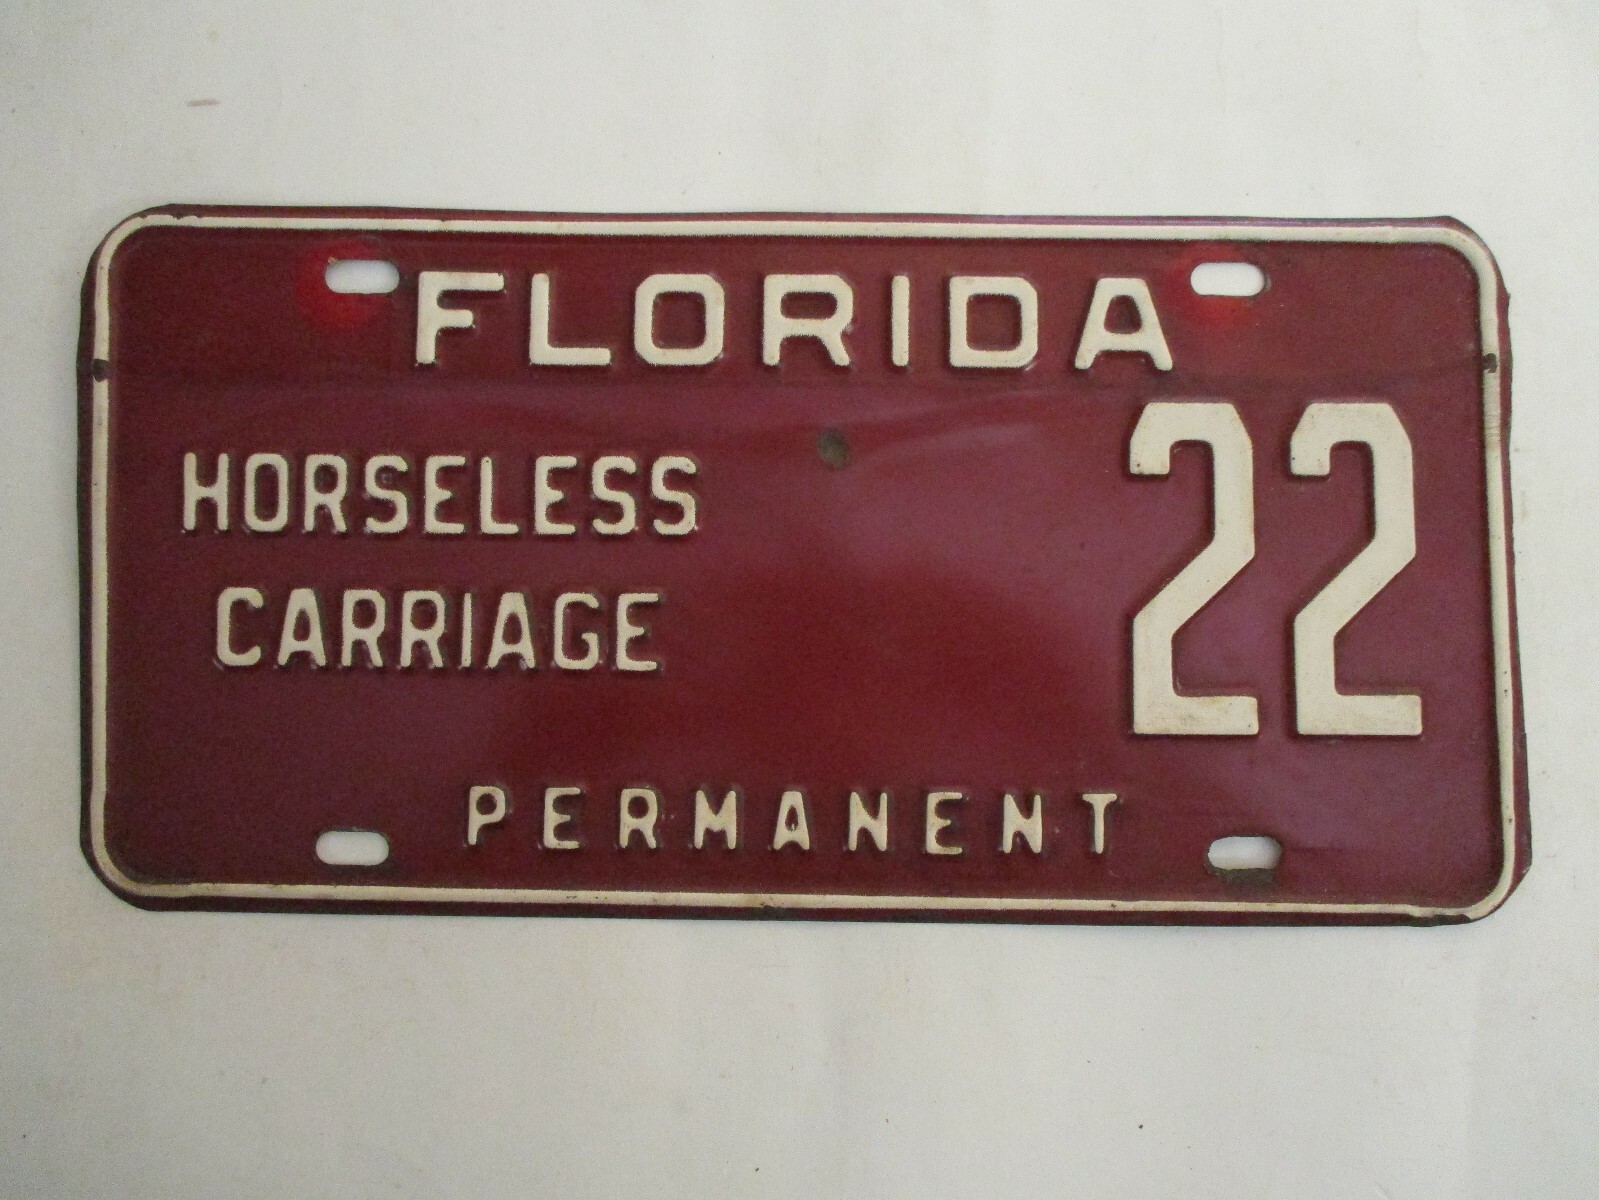 FLORIDA
HORSELESS
CARRIAGE
22
PERMANENT